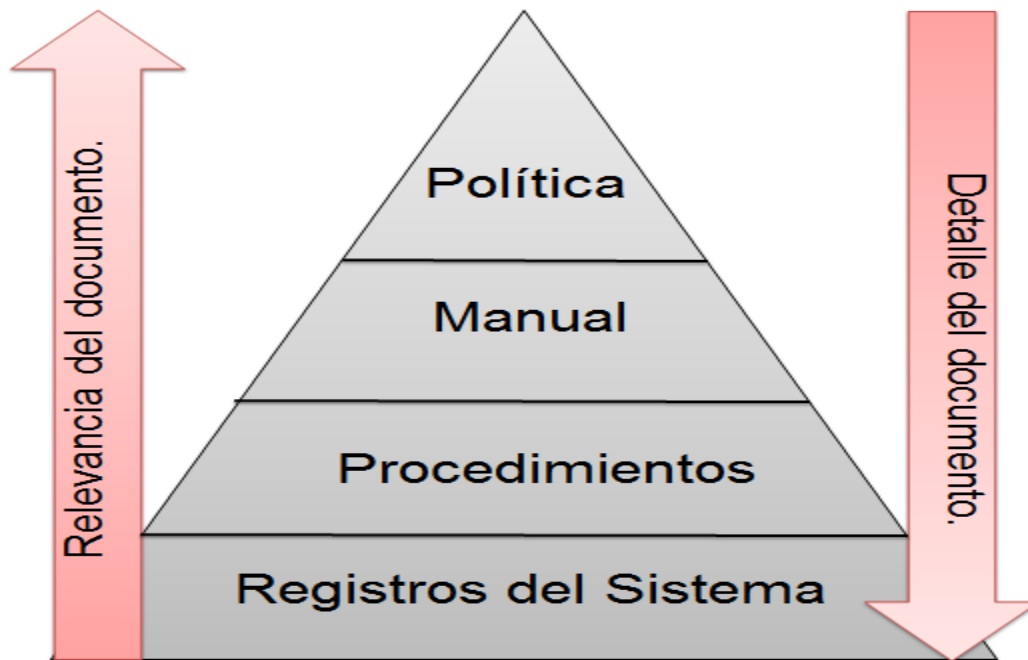 Relevancia del documento.
Política
Manual
Procedimientos
Registros del Sistema
Detalle del documento.